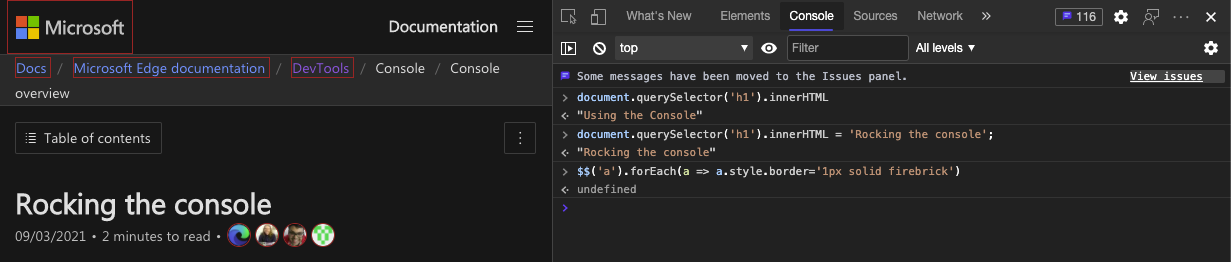 Microsoft
Documentation
Docs / Microsoft Edge documentation / DevTools / Console / Console
overview
Table of contents
Rocking the console
09/03/2021 • 2 minutes to read •
What's New Elements Console Sources Network » 116
top Filter All levels
Some messages have been moved to the Issues panel. View issues
> document.querySelector('h1').innerHTML
"Using the Console"
> document.querySelector('h1').innerHTML = 'Rocking the console';
"Rocking the console"
> $$('a').forEach(a => a.style.border='1px solid firebrick')
undefined
>